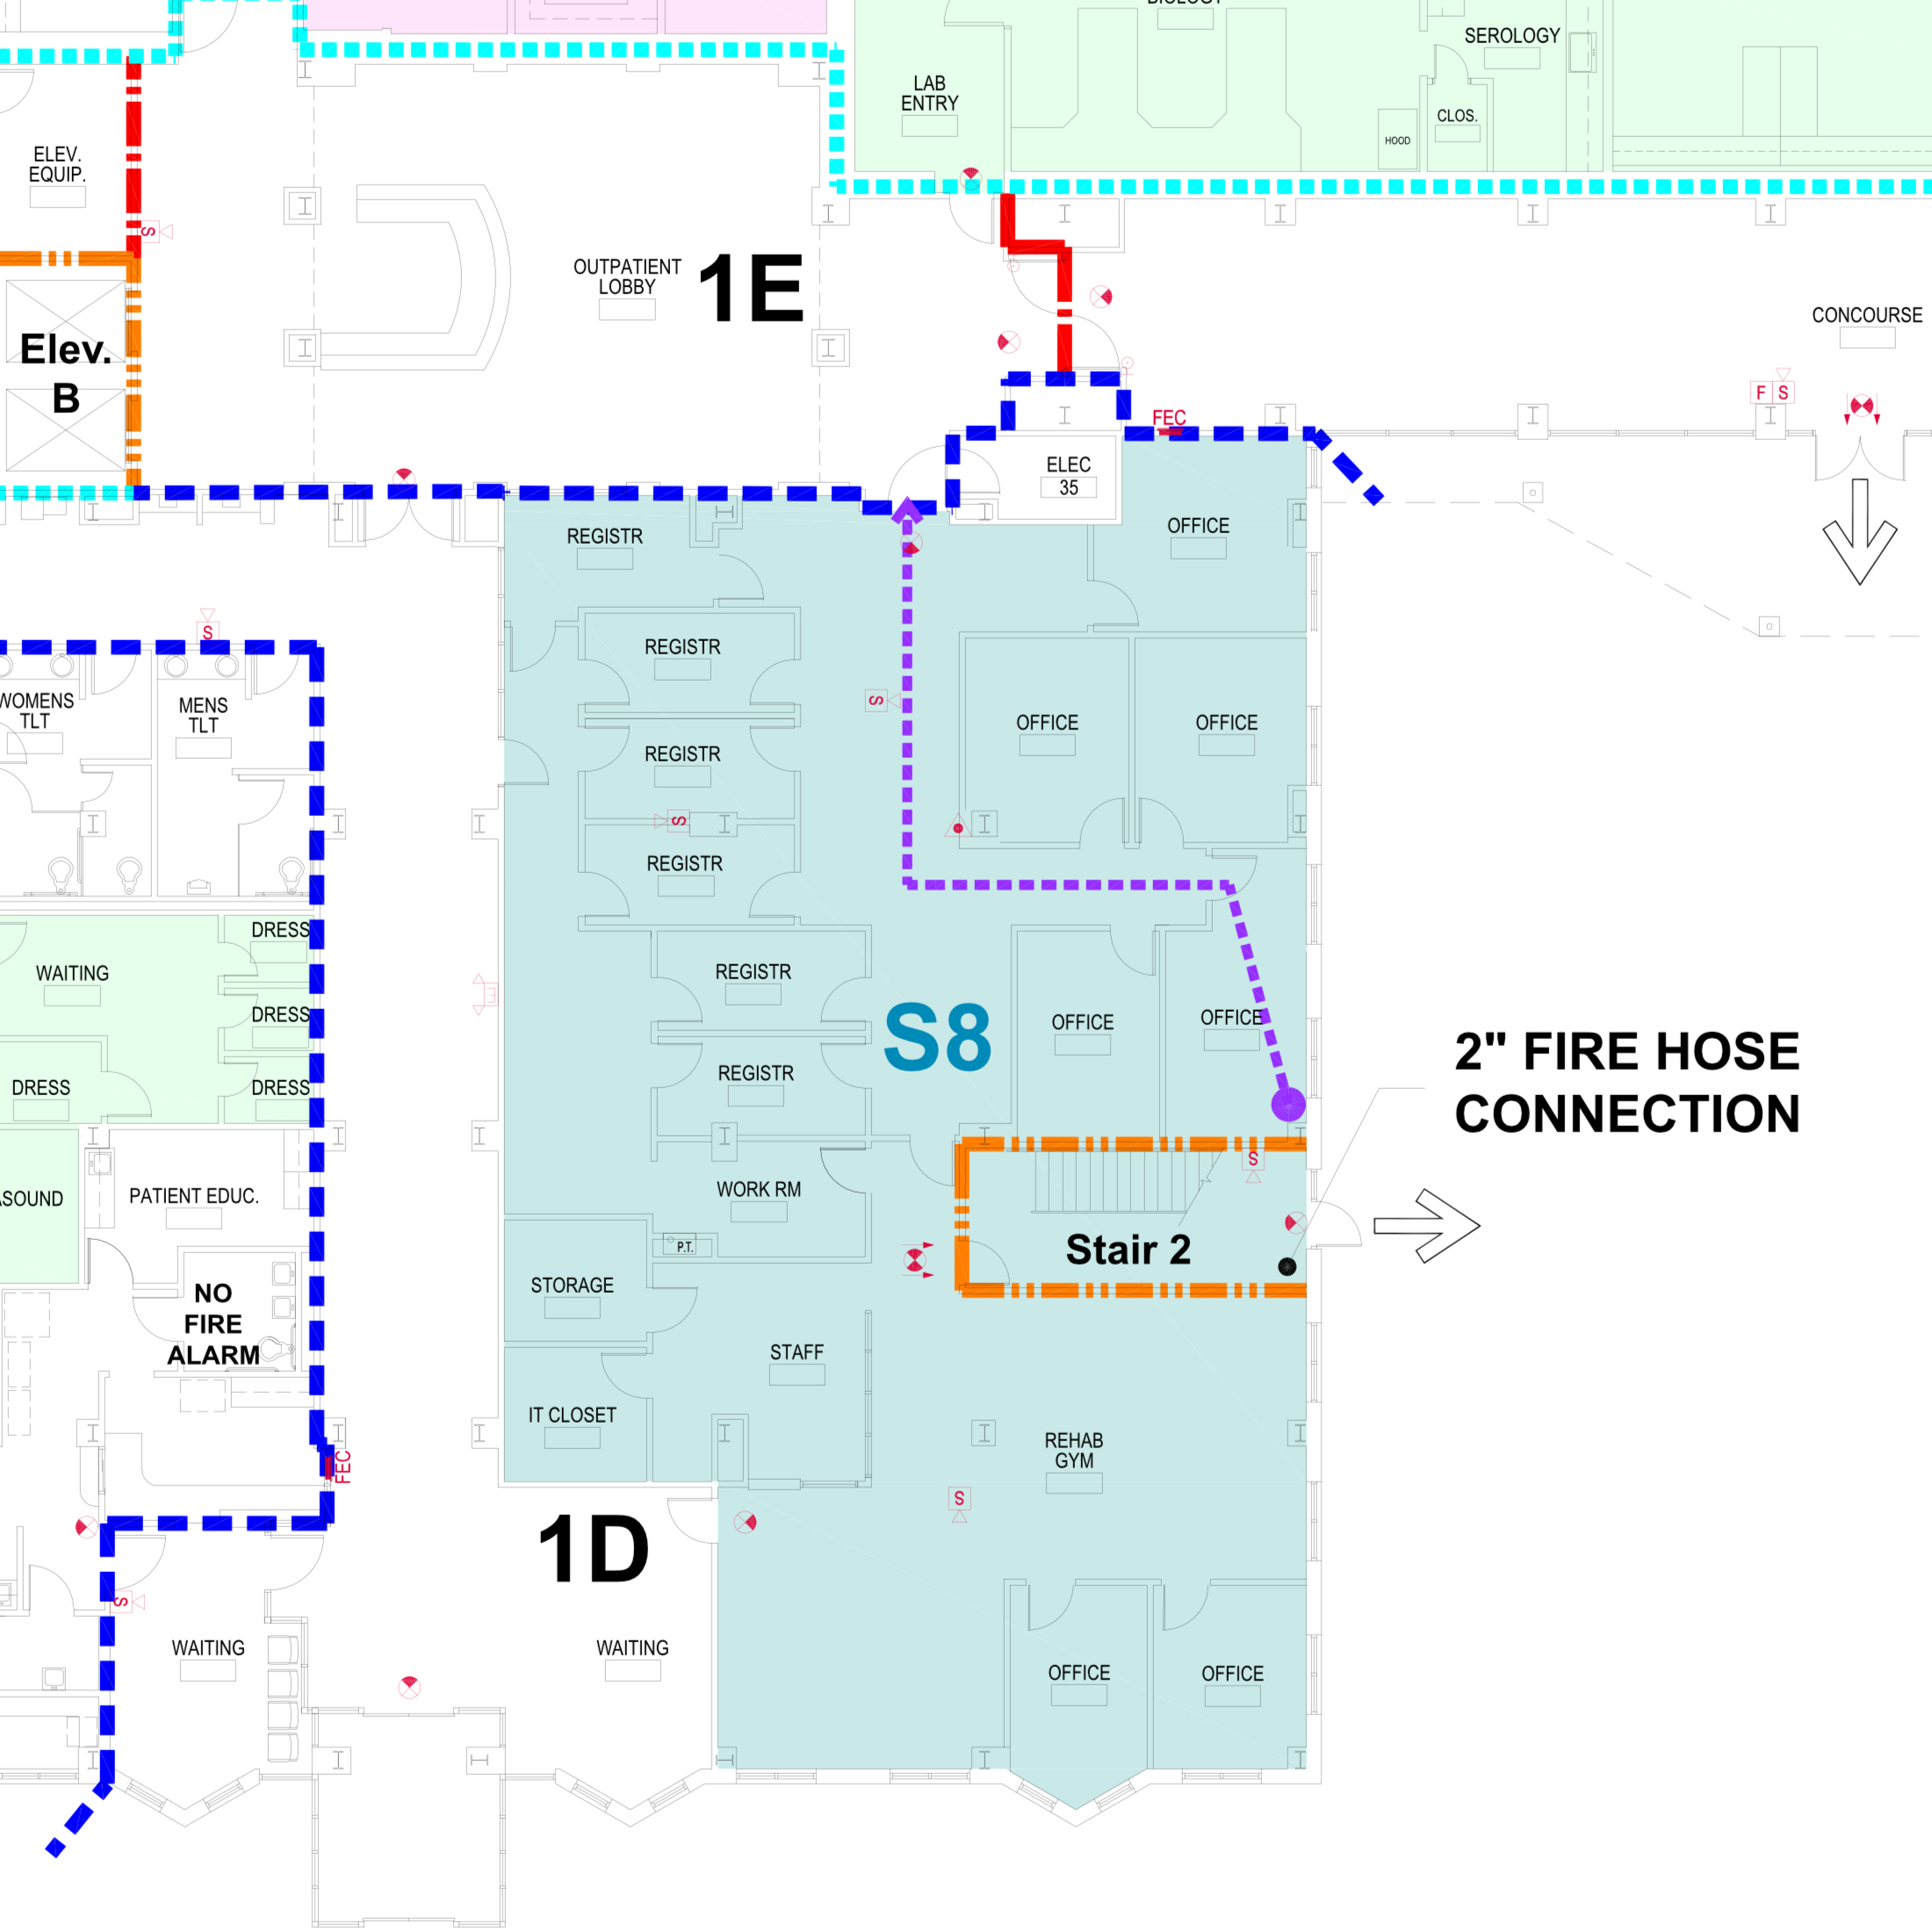 SEROLOGY
LAB
ENTRY
CLOS.
HOOD
ELEV.
EQUIP.
S
OUTPATIENT
LOBBY
1E
CONCOURSE
Elev.
B
F S
FEC
ELEC
35
REGISTR
OFFICE
S
REGISTR
WOMENS
TLT
MENS
TLT
S
OFFICE
OFFICE
REGISTR
S
REGISTR
DRESS
WAITING
REGISTR
E
DRESS
S8
OFFICE
OFFICE
2" FIRE HOSE
CONNECTION
DRESS
DRESS
REGISTR
S
PATIENT EDUC.
WORK RM
P.T.
Stair 2
NO
FIRE
ALARM
STORAGE
STAFF
IT CLOSET
FEC
REHAB
GYM
S
1D
S
WAITING
WAITING
OFFICE
OFFICE